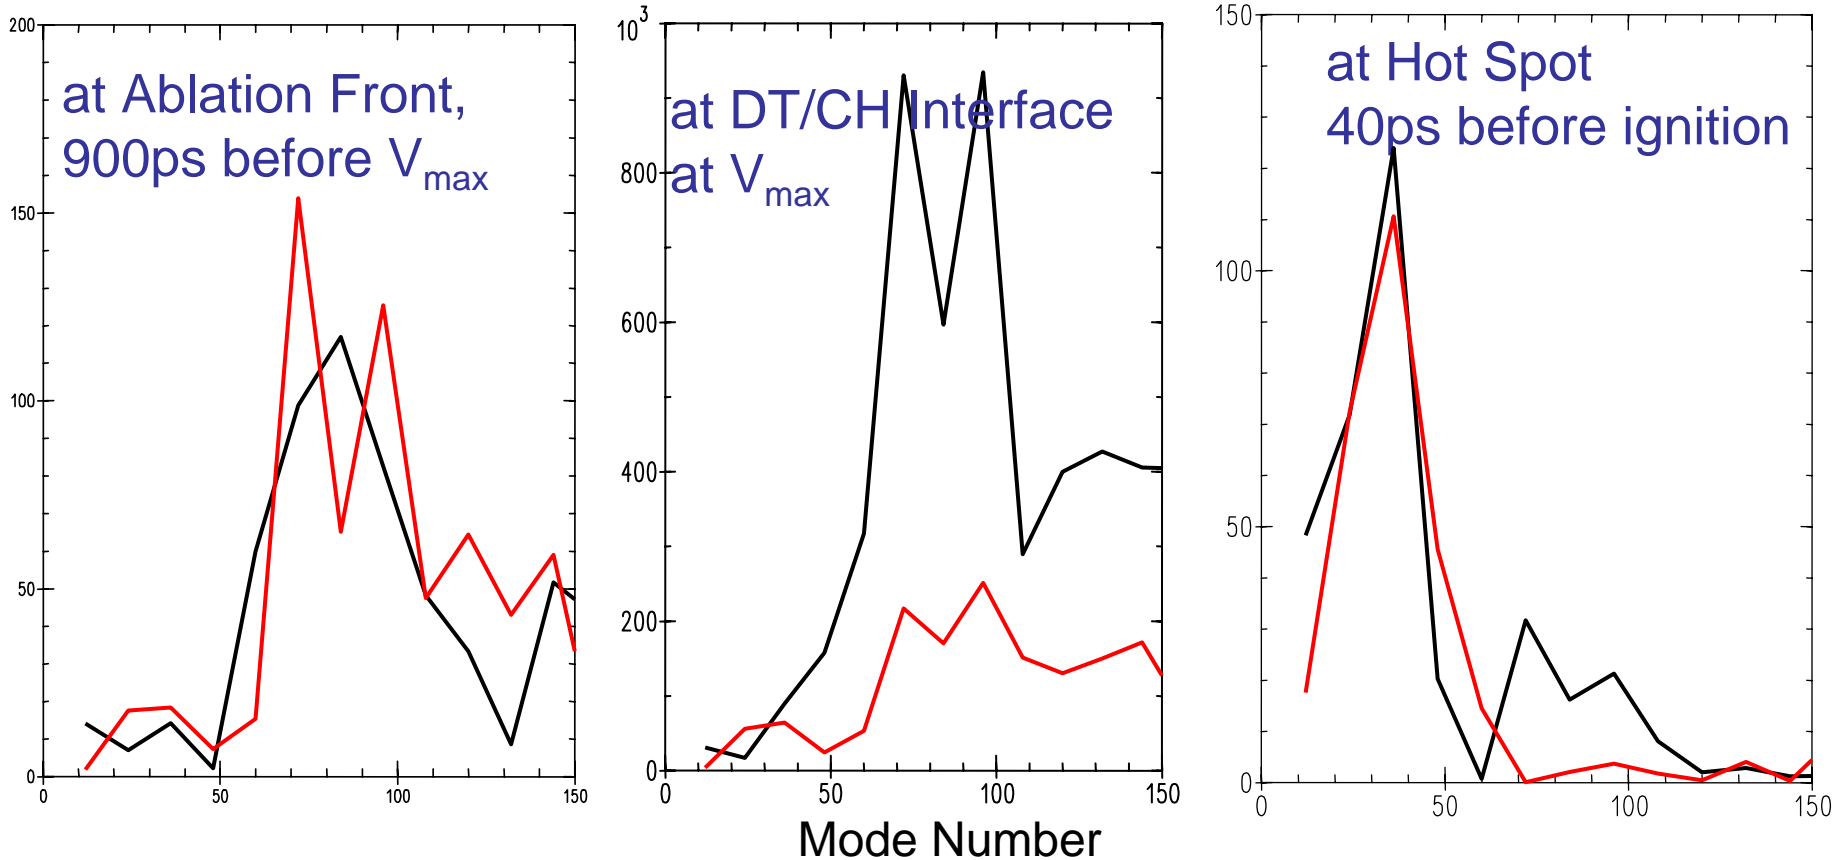 200
150
100
50
0
0 50 100 150
at Ablation Front,
900ps before Vmax
10³
800
600
400
200
0
0 50 100 150
at DT/CH Interface
at Vmax
Mode Number
150
100
50
0
0 50 100 150
at Hot Spot
40ps before ignition